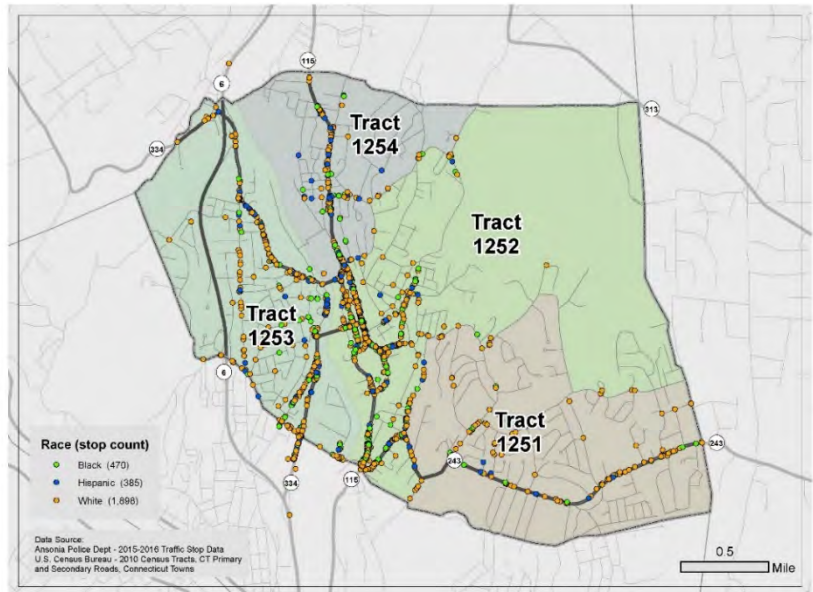 115
6
313
334
Tract
1254
Tract
1252
Tract
1253
6
Tract
1251
243
243
334
115
Race (stop count)
Black (470)
Hispanic (385)
White (1,698)
Data Source:
Ansonia Police Dept - 2015-2016 Traffic Stop Data
U.S. Census Bureau - 2010 Census Tracts, CT Primary
and Secondary Roads, Connecticut Towns
0.5
Mile